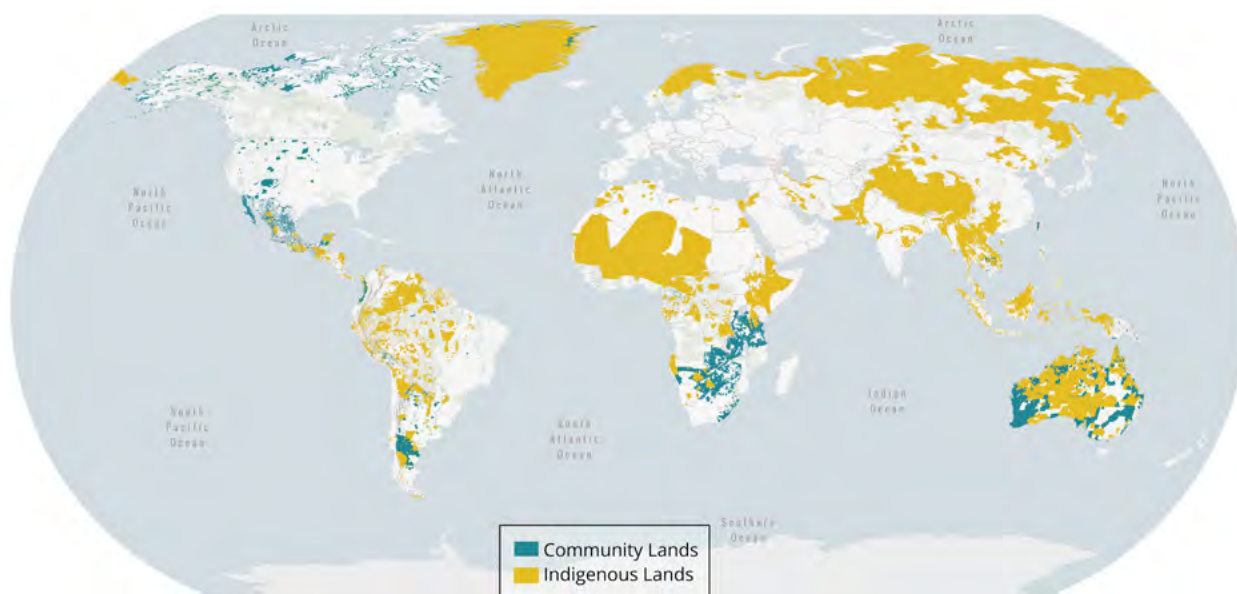 Arctic
Ocean
Arctic
Ocean
North
Pacific
Ocean
North
Atlantic
Ocean
North
Pacific
Ocean
South
Pacific
Ocean
South
Atlantic
Ocean
Indian
Ocean
Southern
Ocean
Community Lands
Indigenous Lands